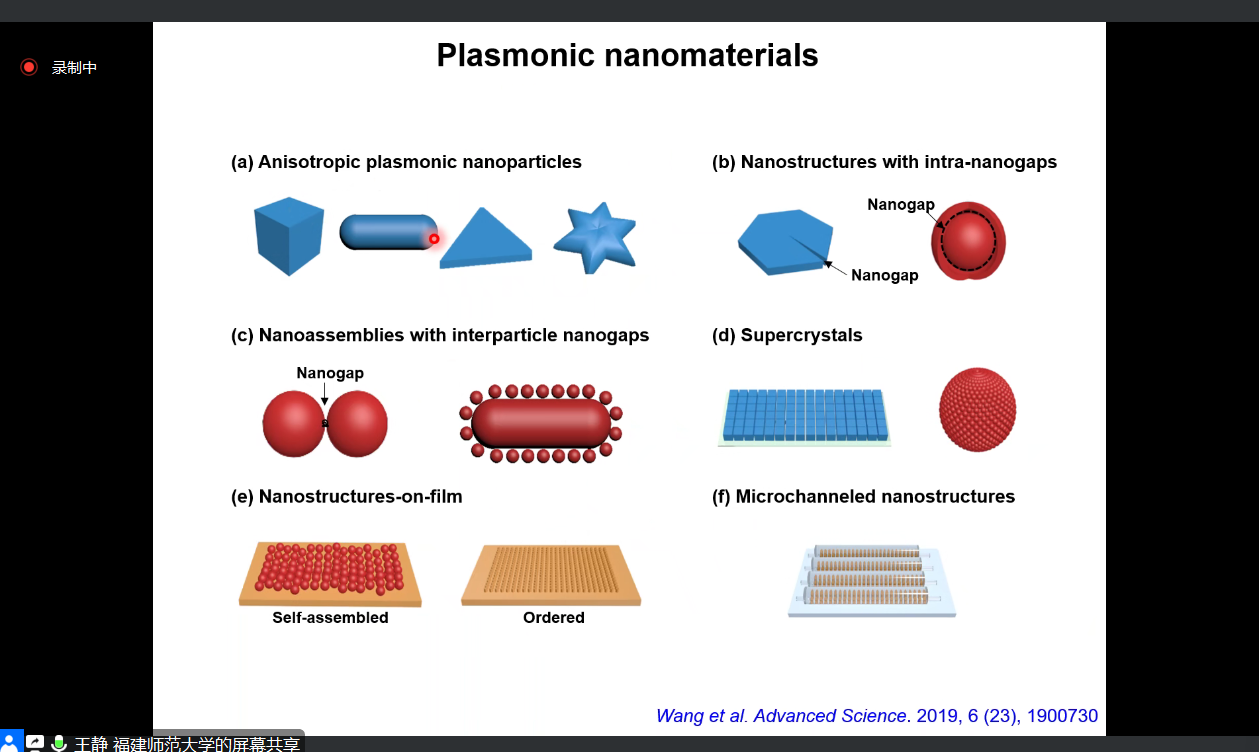 Plasmonic nanomaterials
录制中
(a) Anisotropic plasmonic nanoparticles
(b) Nanostructures with intra-nanogaps
Nanogap
Nanogap
(c) Nanoassemblies with interparticle nanogaps
(d) Supercrystals
Nanogap
(e) Nanostructures-on-film
(f) Microchanneled nanostructures
Self-assembled
Ordered
Wang et al. Advanced Science. 2019, 6 (23), 1900730
王静 福建师范大学的屏幕共享